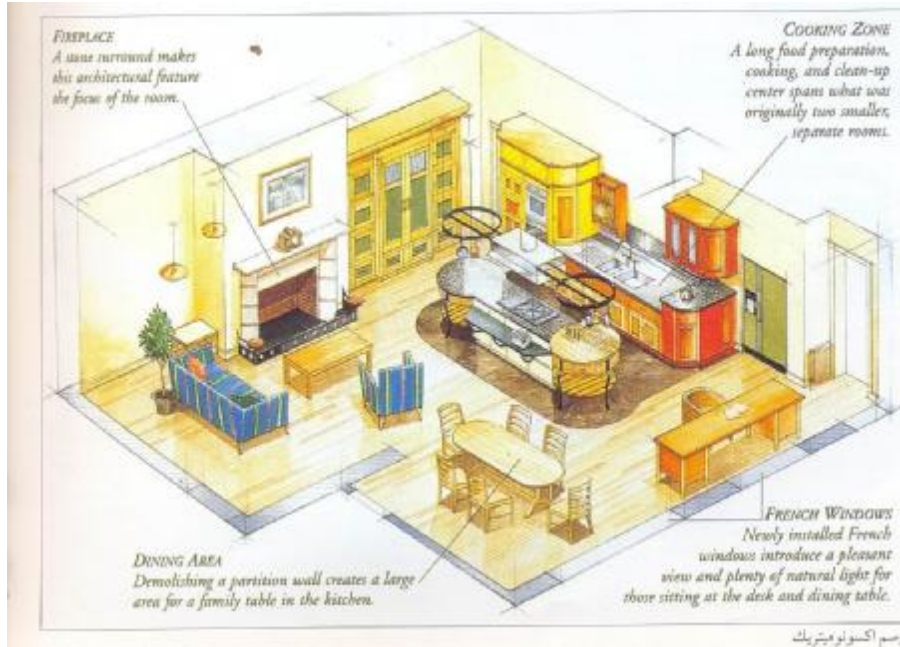 FIREPLACE
A stone surround makes
this architectural feature
the focus of the room.
COOKING ZONE
A long food preparation,
cooking, and clean-up
center spans what was
originally two smaller,
separate rooms.
DINING AREA
Demolishing a partition wall creates a large
area for a family table in the kitchen.
FRENCH WINDOWS
Newly installed French
windows introduce a pleasant
view and plenty of natural light for
those sitting at the desk and dining table.
رسم اكسونوميتريك